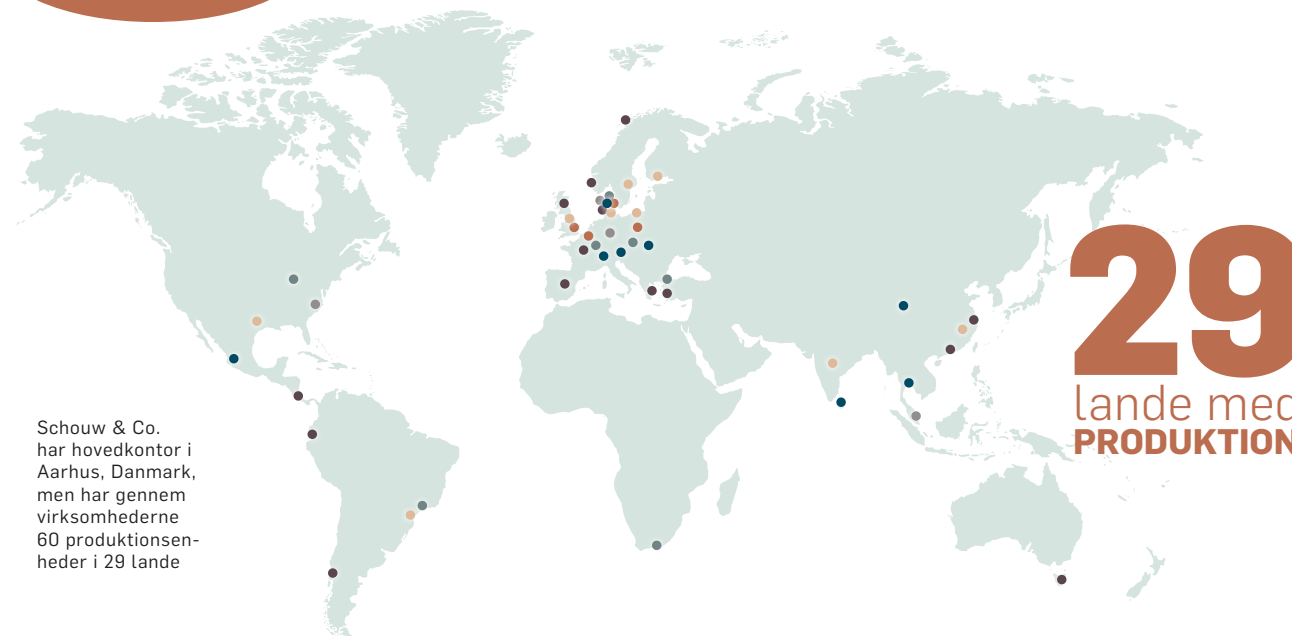 Schouw & Co.
har hovedkontor i
Aarhus, Danmark,
men har gennem
virksomhederne
60 produktionsen-
heder i 29 lande
29
lande med
PRODUKTION